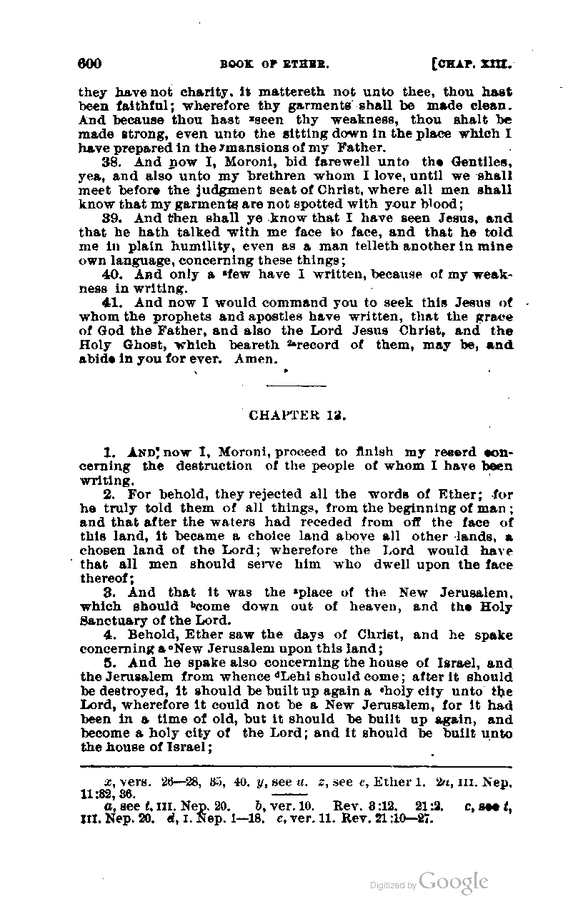 600 BOOK OF ETHER. [CHAP. XIII.
they have not charity, it mattereth not unto thee, thou hast
been faithful; wherefore thy garments shall be made clean.
And because thou hast ˣseen thy weakness, thou shalt be
made strong, even unto the sitting down in the place which I
have prepared in the ʸmansions of my Father.
38. And now I, Moroni, bid farewell unto the Gentiles,
yea, and also unto my brethren whom I love, until we shall
meet before the judgment seat of Christ, where all men shall
know that my garments are not spotted with your blood;
39. And then shall ye know that I have seen Jesus, and
that he hath talked with me face to face, and that he told
me in plain humility, even as a man telleth another in mine
own language, concerning these things;
40. And only a ᶻfew have I written, because of my weak-
ness in writing.
41. And now I would command you to seek this Jesus of
whom the prophets and apostles have written, that the grace
of God the Father, and also the Lord Jesus Christ, and the
Holy Ghost, which beareth ²ᵃrecord of them, may be, and
abide in you for ever. Amen.
CHAPTER 13.
1. AND now I, Moroni, proceed to finish my record con-
cerning the destruction of the people of whom I have been
writing.
2. For behold, they rejected all the words of Ether; for
he truly told them of all things, from the beginning of man;
and that after the waters had receded from off the face of
this land, it became a choice land above all other lands, a
chosen land of the Lord; wherefore the Lord would have
that all men should serve him who dwell upon the face
thereof;
3. And that it was the ᵃplace of the New Jerusalem,
which should ᵇcome down out of heaven, and the Holy
Sanctuary of the Lord.
4. Behold, Ether saw the days of Christ, and he spake
concerning a ᶜNew Jerusalem upon this land;
5. And he spake also concerning the house of Israel, and
the Jerusalem from whence ᵈLehi should come; after it should
be destroyed, it should be built up again a ᵉholy city unto the
Lord, wherefore it could not be a New Jerusalem, for it had
been in a time of old, but it should be built up again, and
become a holy city of the Lord; and it should be built unto
the house of Israel;
x, vers. 26—28, 35, 40. y, see u. z, see e, Ether 1. 2a, III. Nep.
11:32, 36.
a, see t, III. Nep. 20. b, ver. 10. Rev. 3:12. 21:2. c, see t,
III. Nep. 20. d, I. Nep. 1—18. e, ver. 11. Rev. 21:10—27.
Digitized by Google